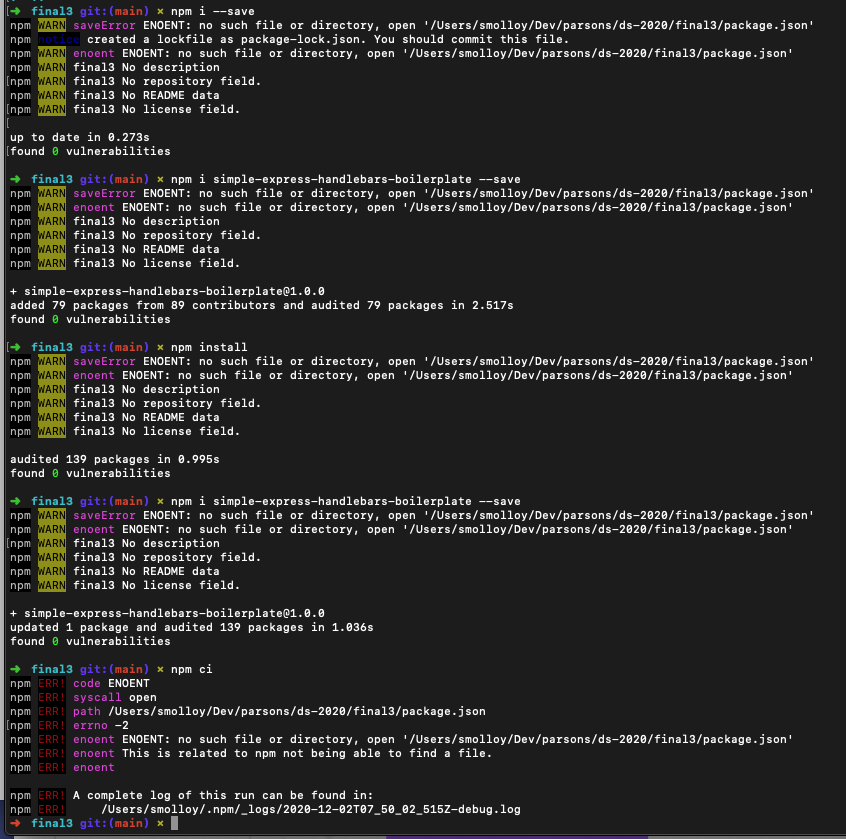 ➜ final3 git:(main) ✗ npm i --save
npm WARN saveError ENOENT: no such file or directory, open '/Users/smolloy/Dev/parsons/ds-2020/final3/package.json'
npm notice created a lockfile as package-lock.json. You should commit this file.
npm WARN enoent ENOENT: no such file or directory, open '/Users/smolloy/Dev/parsons/ds-2020/final3/package.json'
npm WARN final3 No description
npm WARN final3 No repository field.
npm WARN final3 No README data
npm WARN final3 No license field.
up to date in 0.273s
found 0 vulnerabilities
➜ final3 git:(main) ✗ npm i simple-express-handlebars-boilerplate --save
npm WARN saveError ENOENT: no such file or directory, open '/Users/smolloy/Dev/parsons/ds-2020/final3/package.json'
npm WARN enoent ENOENT: no such file or directory, open '/Users/smolloy/Dev/parsons/ds-2020/final3/package.json'
npm WARN final3 No description
npm WARN final3 No repository field.
npm WARN final3 No README data
npm WARN final3 No license field.
+ simple-express-handlebars-boilerplate@1.0.0
added 79 packages from 89 contributors and audited 79 packages in 2.517s
found 0 vulnerabilities
➜ final3 git:(main) ✗ npm install
npm WARN saveError ENOENT: no such file or directory, open '/Users/smolloy/Dev/parsons/ds-2020/final3/package.json'
npm WARN enoent ENOENT: no such file or directory, open '/Users/smolloy/Dev/parsons/ds-2020/final3/package.json'
npm WARN final3 No description
npm WARN final3 No repository field.
npm WARN final3 No README data
npm WARN final3 No license field.
audited 139 packages in 0.995s
found 0 vulnerabilities
➜ final3 git:(main) ✗ npm i simple-express-handlebars-boilerplate --save
npm WARN saveError ENOENT: no such file or directory, open '/Users/smolloy/Dev/parsons/ds-2020/final3/package.json'
npm WARN enoent ENOENT: no such file or directory, open '/Users/smolloy/Dev/parsons/ds-2020/final3/package.json'
npm WARN final3 No description
npm WARN final3 No repository field.
npm WARN final3 No README data
npm WARN final3 No license field.
+ simple-express-handlebars-boilerplate@1.0.0
updated 1 package and audited 139 packages in 1.036s
found 0 vulnerabilities
➜ final3 git:(main) ✗ npm ci
npm ERR! code ENOENT
npm ERR! syscall open
npm ERR! path /Users/smolloy/Dev/parsons/ds-2020/final3/package.json
npm ERR! errno -2
npm ERR! enoent ENOENT: no such file or directory, open '/Users/smolloy/Dev/parsons/ds-2020/final3/package.json'
npm ERR! enoent This is related to npm not being able to find a file.
npm ERR! enoent
npm ERR! A complete log of this run can be found in:
npm ERR!     /Users/smolloy/.npm/_logs/2020-12-02T07_50_02_515Z-debug.log
➜ final3 git:(main) ✗